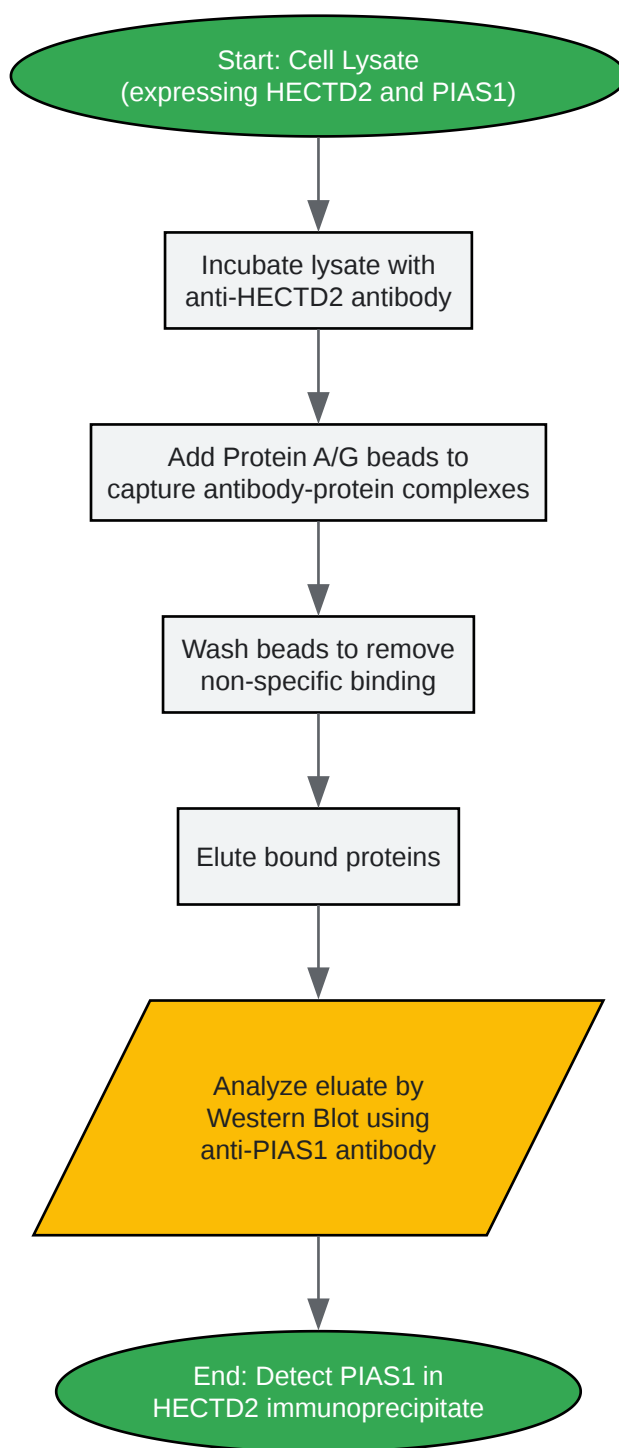 Start: Cell Lysate
(expressing HECTD2 and PIAS1)
Incubate lysate with
anti-HECTD2 antibody
Add Protein A/G beads to
capture antibody-protein complexes
Wash beads to remove
non-specific binding
Elute bound proteins
Analyze eluate by
Western Blot using
anti-PIAS1 antibody
End: Detect PIAS1 in
HECTD2 immunoprecipitate